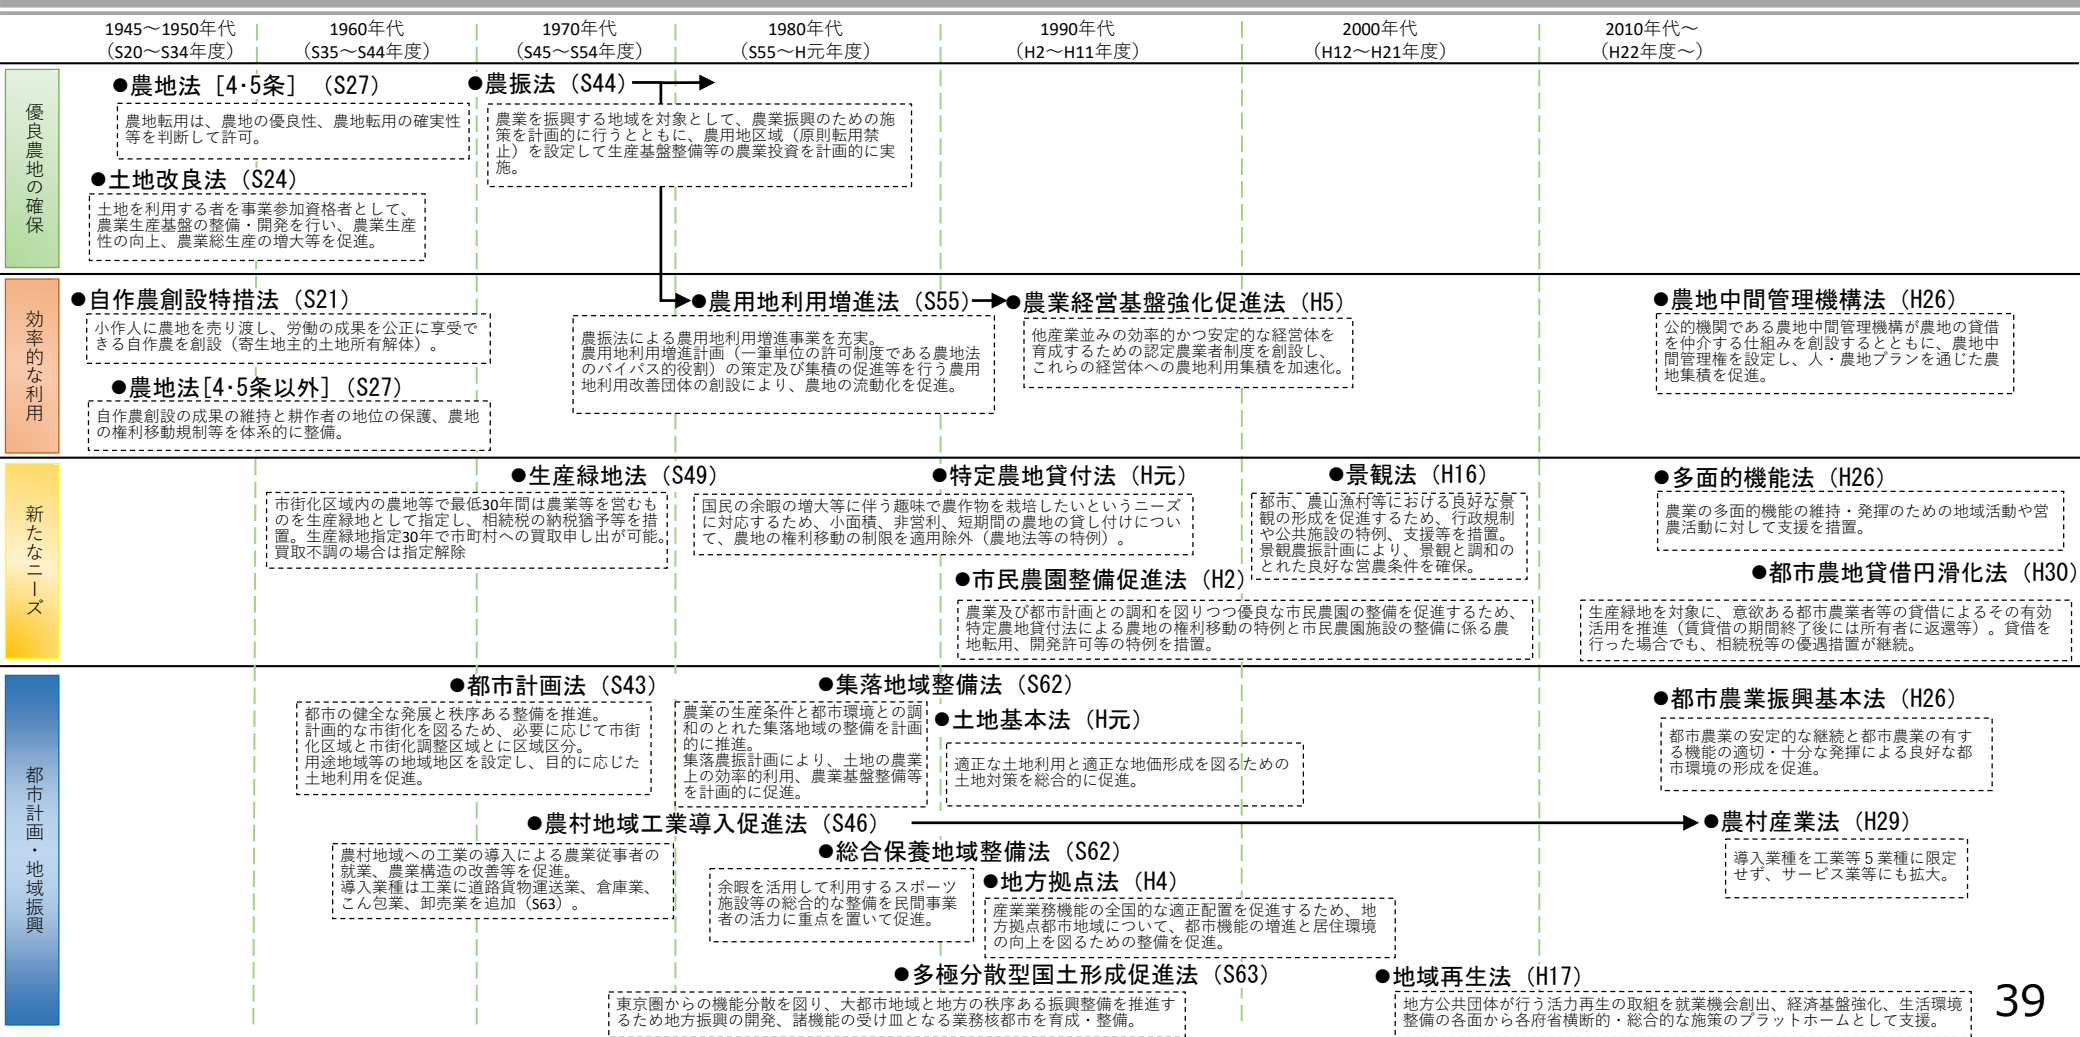 1945～1950年代
（S20～S34年度）
1960年代
（S35～S44年度）
1970年代
（S45～S54年度）
1980年代
（S55～H元年度）
1990年代
（H2～H11年度）
2000年代
（H12～H21年度）
2010年代～
（H22年度～）
優良農地の確保
●農地法［4・5条］（S27）
農地転用は、農地の優良性、農地転用の確実性
等を判断して許可。
●農振法（S44）
農業を振興する地域を対象として、農業振興のための施
策を計画的に行うとともに、農用地区域（原則転用禁
止）を設定して生産基盤整備等の農業投資を計画的に実
施。
●土地改良法（S24）
土地を利用する者を事業参加資格者として、
農業生産基盤の整備・開発を行い、農業生産
性の向上、農業総生産の増大等を促進。
効率的な利用
●自作農創設特措法（S21）
小作人に農地を売り渡し、労働の成果を公正に享受で
きる自作農を創設（寄生地主的土地所有解体）。
●農地法[4・5条以外]（S27）
自作農創設の成果の維持と耕作者の地位の保護、農地
の権利移動規制等を体系的に整備。
●農用地利用増進法（S55）
農振法による農用地利用増進事業を充実。
農用地利用増進計画（一筆単位の許可制度である農地法
のバイパス的役割）の策定及び集積の促進等を行う農用
地利用改善団体の創設により、農地の流動化を促進。
●農業経営基盤強化促進法（H5）
他産業並みの効率的かつ安定的な経営体を
育成するための認定農業者制度を創設し、
これらの経営体への農地利用集積を加速化。
●農地中間管理機構法（H26）
公的機関である農地中間管理機構が農地の貸借
を仲介する仕組みを創設するとともに、農地中
間管理権を設定し、人・農地プランを通じた農
地集積を促進。
新たなニーズ
●生産緑地法（S49）
市街化区域内の農地等で最低30年間は農業等を営むも
のを生産緑地として指定し、相続税の納税猶予等を措
置。生産緑地指定30年で市町村への買取申し出が可能。
買取不調の場合は指定解除
●特定農地貸付法（H元）
国民の余暇の増大等に伴う趣味で農作物を栽培したいというニーズ
に対応するため、小面積、非営利、短期間の農地の貸し付けについ
て、農地の権利移動の制限を適用除外（農地法等の特例）。
●市民農園整備促進法（H2）
農業及び都市計画との調和を図りつつ優良な市民農園の整備を促進するため、
特定農地貸付法による農地の権利移動の特例と市民農園施設の整備に係る農
地転用、開発許可等の特例を措置。
●景観法（H16）
都市、農山漁村等における良好な景
観の形成を促進するため、行政規制
や公共施設の特例、支援等を措置。
景観農振計画により、景観と調和の
とれた良好な営農条件を確保。
●多面的機能法（H26）
農業の多面的機能の維持・発揮のための地域活動や営
農活動に対して支援を措置。
●都市農地貸借円滑化法（H30）
生産緑地を対象に、意欲ある都市農業者等の貸借によるその有効
活用を推進（賃貸借の期間終了後には所有者に返還等）。貸借を
行った場合でも、相続税等の優遇措置が継続。
都市計画・地域振興
●都市計画法（S43）
都市の健全な発展と秩序ある整備を推進。
計画的な市街化を図るため、必要に応じて市街
化区域と市街化調整区域とに区域区分。
用途地域等の地域地区を設定し、目的に応じた
土地利用を促進。
●集落地域整備法（S62）
農業の生産条件と都市環境との調
和のとれた集落地域の整備を計画
的に推進。
集落農振計画により、土地の農業
上の効率的利用、農業基盤整備等
を計画的に促進。
●土地基本法（H元）
適正な土地利用と適正な地価形成を図るための
土地対策を総合的に促進。
●都市農業振興基本法（H26）
都市農業の安定的な継続と都市農業の有す
る機能の適切・十分な発揮による良好な都
市環境の形成を促進。
●農村地域工業導入促進法（S46）
農村地域への工業の導入による農業従事者の
就業、農業構造の改善等を促進。
導入業種は工業に道路貨物運送業、倉庫業、
こん包業、卸売業を追加（S63）。
●農村産業法（H29）
導入業種を工業等５業種に限定
せず、サービス業等にも拡大。
●総合保養地域整備法（S62）
余暇を活用して利用するスポーツ
施設等の総合的な整備を民間事業
者の活力に重点を置いて促進。
●地方拠点法（H4）
産業業務機能の全国的な適正配置を促進するため、地
方拠点都市地域について、都市機能の増進と居住環境
の向上を図るための整備を促進。
●多極分散型国土形成促進法（S63）
東京圏からの機能分散を図り、大都市地域と地方の秩序ある振興整備を推進す
るため地方振興の開発、諸機能の受け皿となる業務核都市を育成・整備。
●地域再生法（H17）
地方公共団体が行う活力再生の取組を就業機会創出、経済基盤強化、生活環境
整備の各面から各府省横断的・総合的な施策のプラットホームとして支援。
39